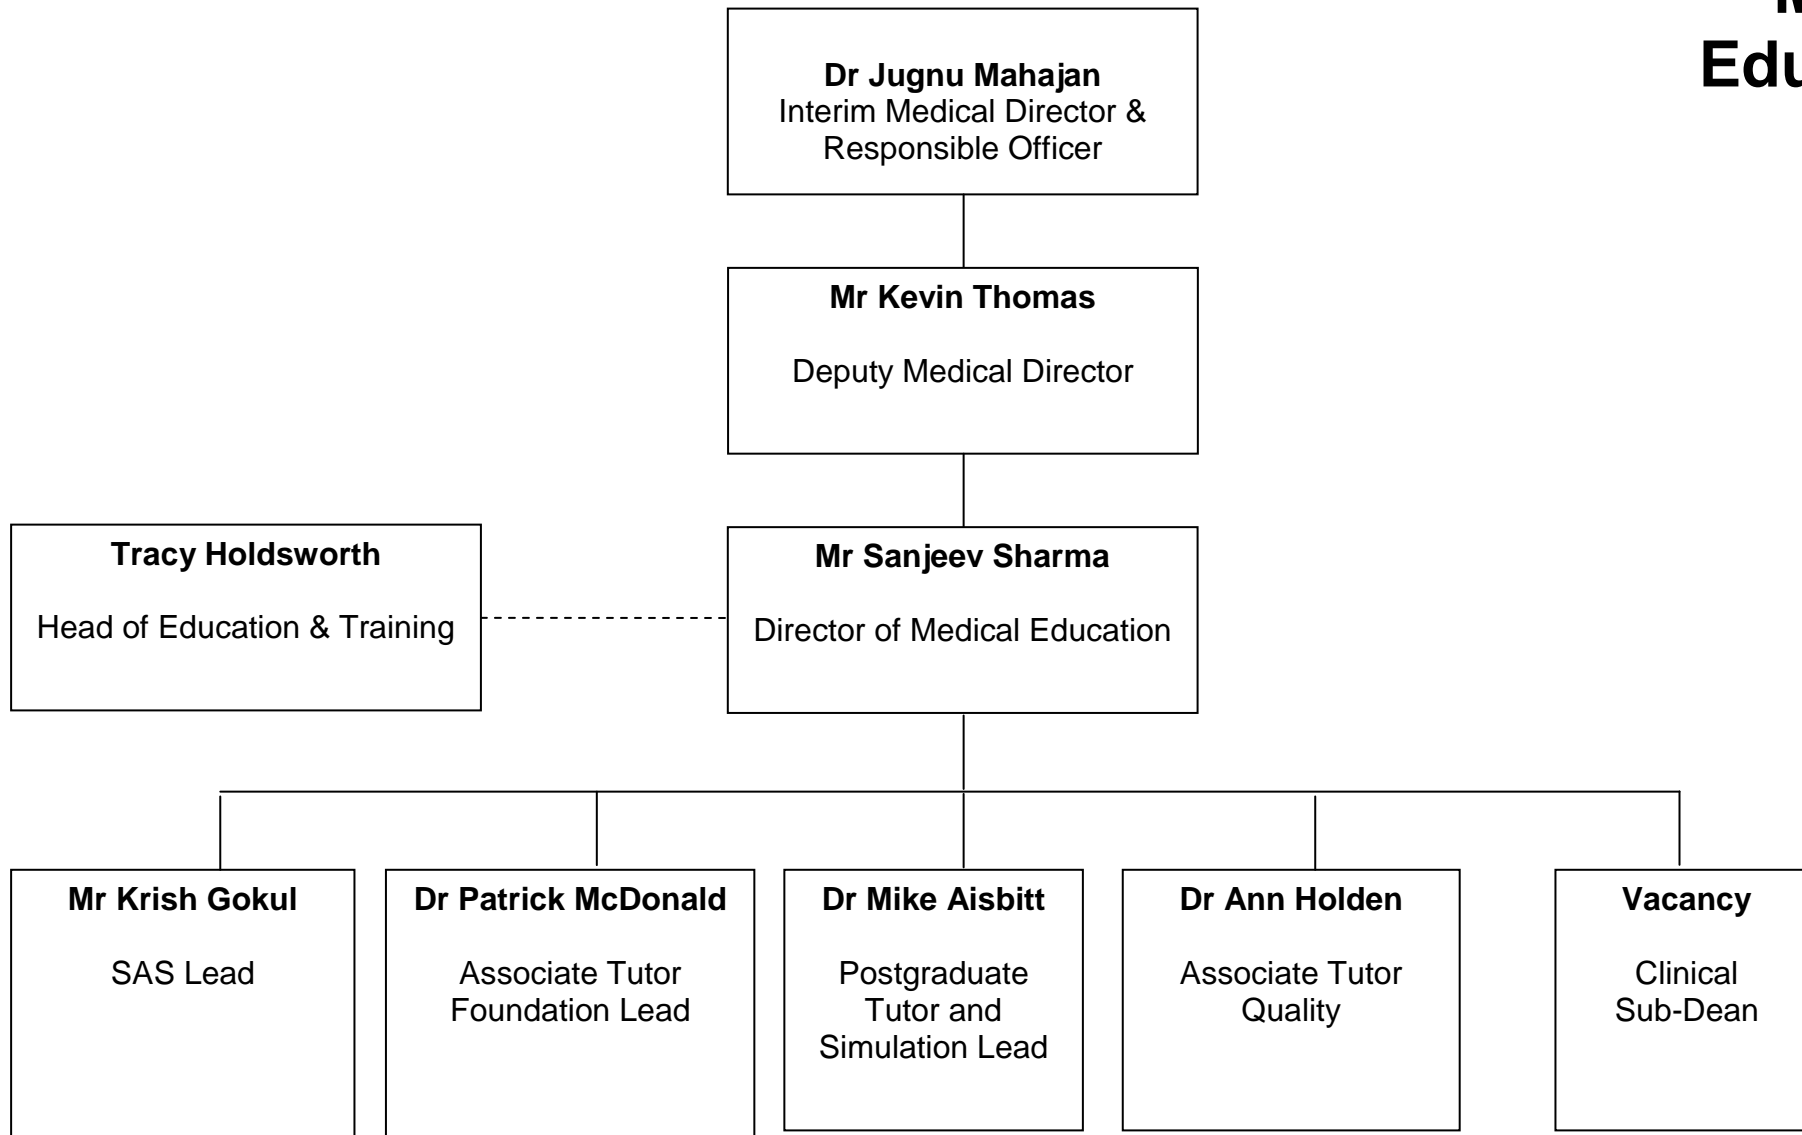 Edu
Dr Jugnu Mahajan
Interim Medical Director &
Responsible Officer
Mr Kevin Thomas
Deputy Medical Director
Tracy Holdsworth
Head of Education & Training
Mr Sanjeev Sharma
Director of Medical Education
Mr Krish Gokul
SAS Lead
Dr Patrick McDonald
Associate Tutor
Foundation Lead
Dr Mike Aisbitt
Postgraduate
Tutor and
Simulation Lead
Dr Ann Holden
Associate Tutor
Quality
Vacancy
Clinical
Sub-Dean